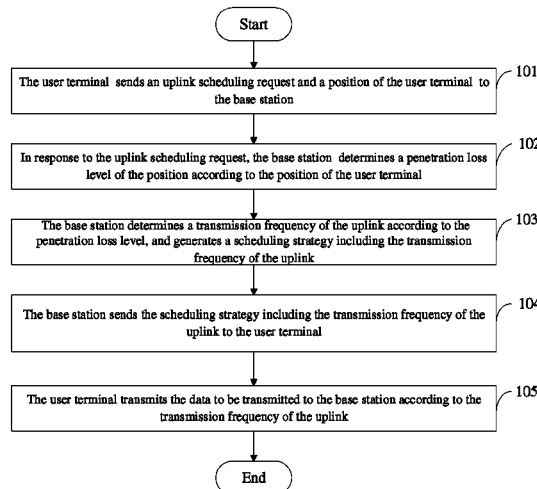 Start
101
The user terminal sends an uplink scheduling request and a position of the user terminal to
the base station
102
In response to the uplink scheduling request, the base station determines a penetration loss
level of the position according to the position of the user terminal
103
The base station determines a transmission frequency of the uplink according to the
penetration loss level, and generates a scheduling strategy including the transmission
frequency of the uplink
104
The base station sends the scheduling strategy including the transmission frequency of the
uplink to the user terminal
105
The user terminal transmits the data to be transmitted to the base station according to the
transmission frequency of the uplink
End